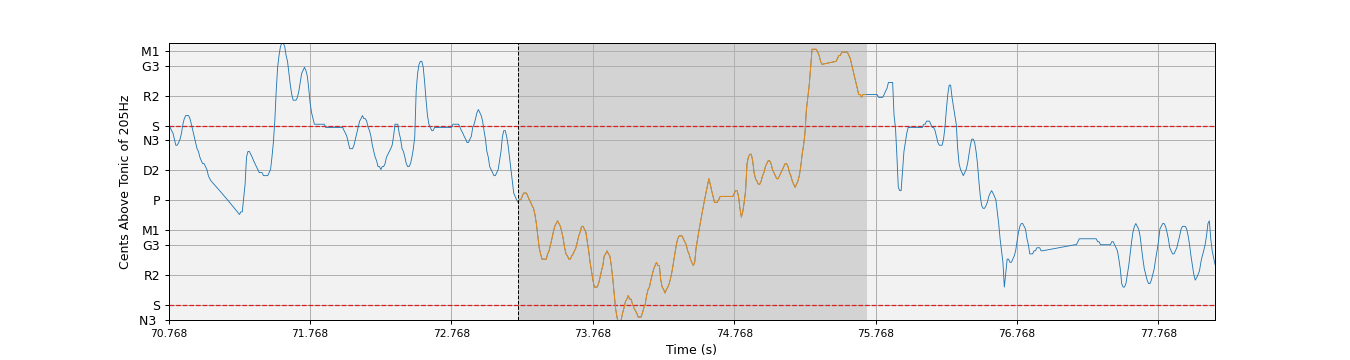 M1
G3
R2
S
N3
D2
P
M1
G3
R2
S
N3
Cents Above Tonic of 205Hz
70.768 71.768 72.768 73.768 74.768 75.768 76.768 77.768
Time (s)